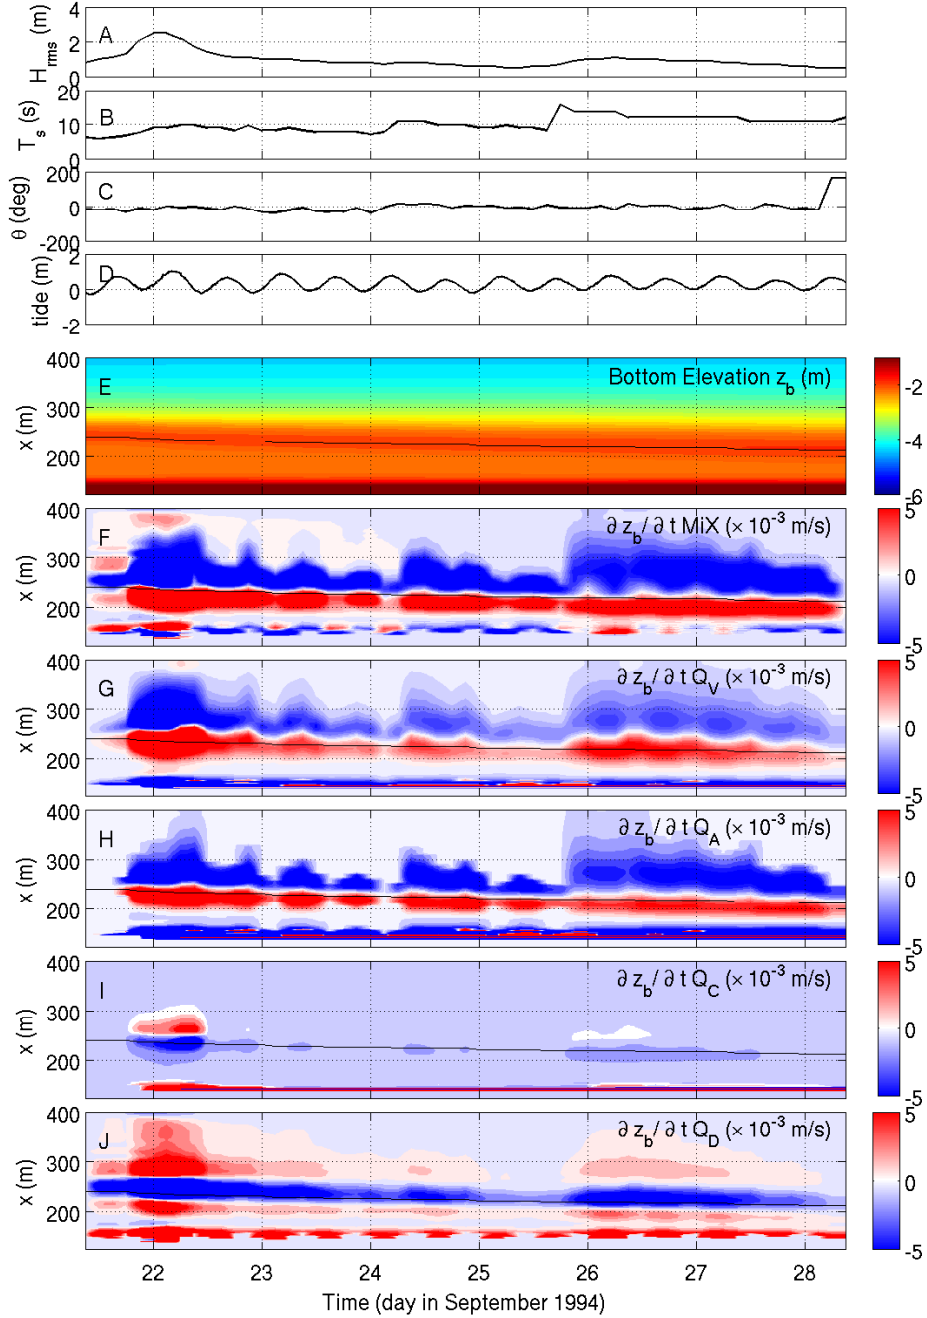 4
A
2
H_rms (m)
0
20
B
10
T_s (s)
0
200
C
0
θ (deg)
-200
2
D
0
tide (m)
-2
400
E
Bottom Elevation z_b (m)
300
x (m)
200
-2
-4
-6
400
F
∂ z_b/ ∂ t MiX (× 10^-3 m/s)
300
x (m)
200
5
0
-5
400
G
∂ z_b/ ∂ t Q_V (× 10^-3 m/s)
300
x (m)
200
5
0
-5
400
H
∂ z_b/ ∂ t Q_A (× 10^-3 m/s)
300
x (m)
200
5
0
-5
400
I
∂ z_b/ ∂ t Q_C (× 10^-3 m/s)
300
x (m)
200
5
0
-5
400
J
∂ z_b/ ∂ t Q_D (× 10^-3 m/s)
300
x (m)
200
5
0
-5
22 23 24 25 26 27 28
Time (day in September 1994)